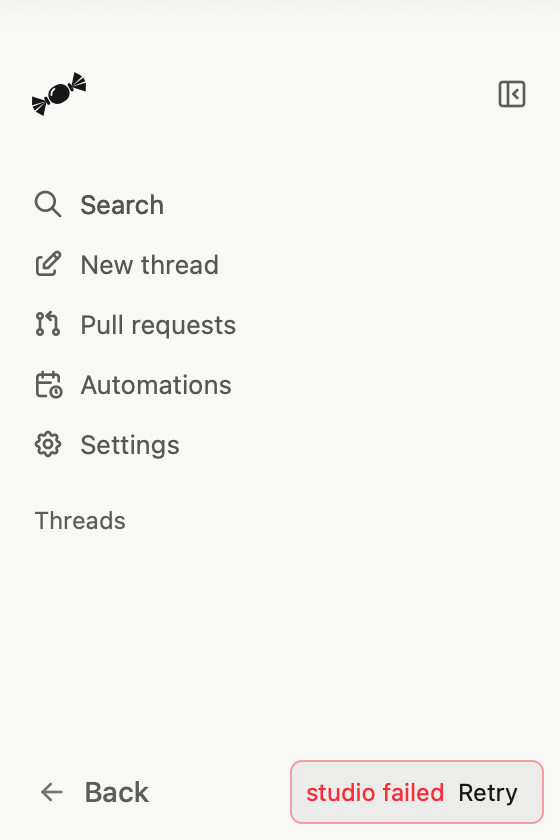 Search
New thread
Pull requests
Automations
Settings
Threads
Back
studio failed Retry